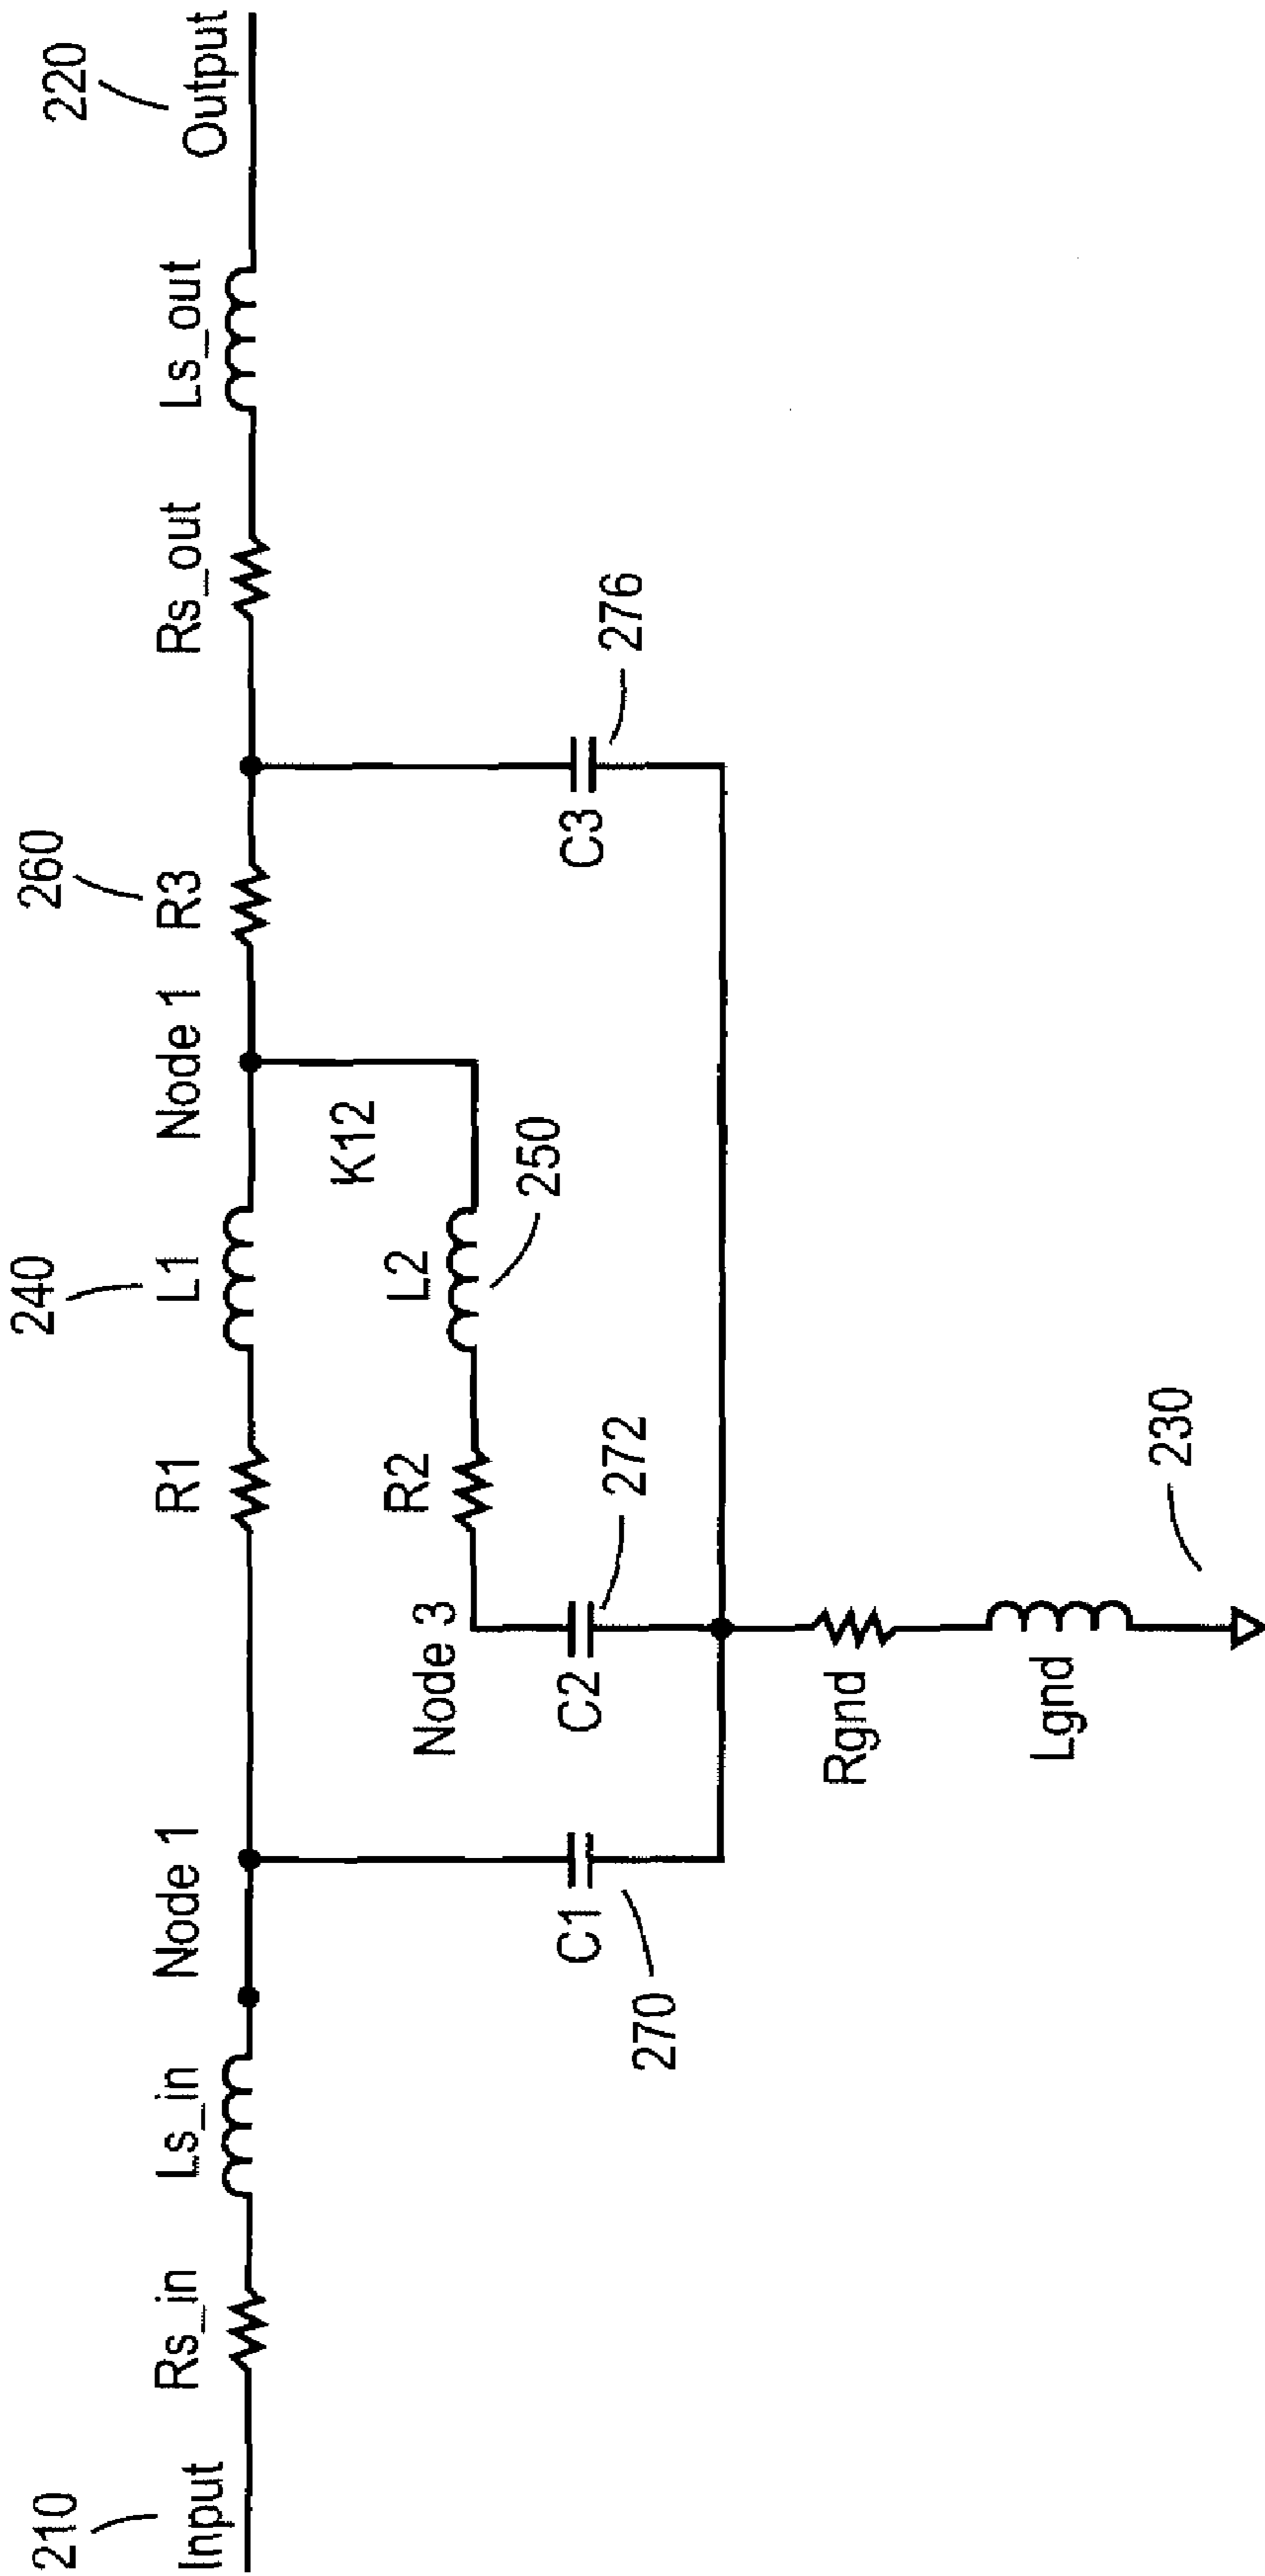 210
Input
Rs_in
Ls_in
Node 1
R1
240
L1
Node 1
260
R3
Rs_out
Ls_out
220
Output
K12
Node 3
R2
L2
250
270
C1
C2
272
C3
276
Rgnd
Lgnd
230